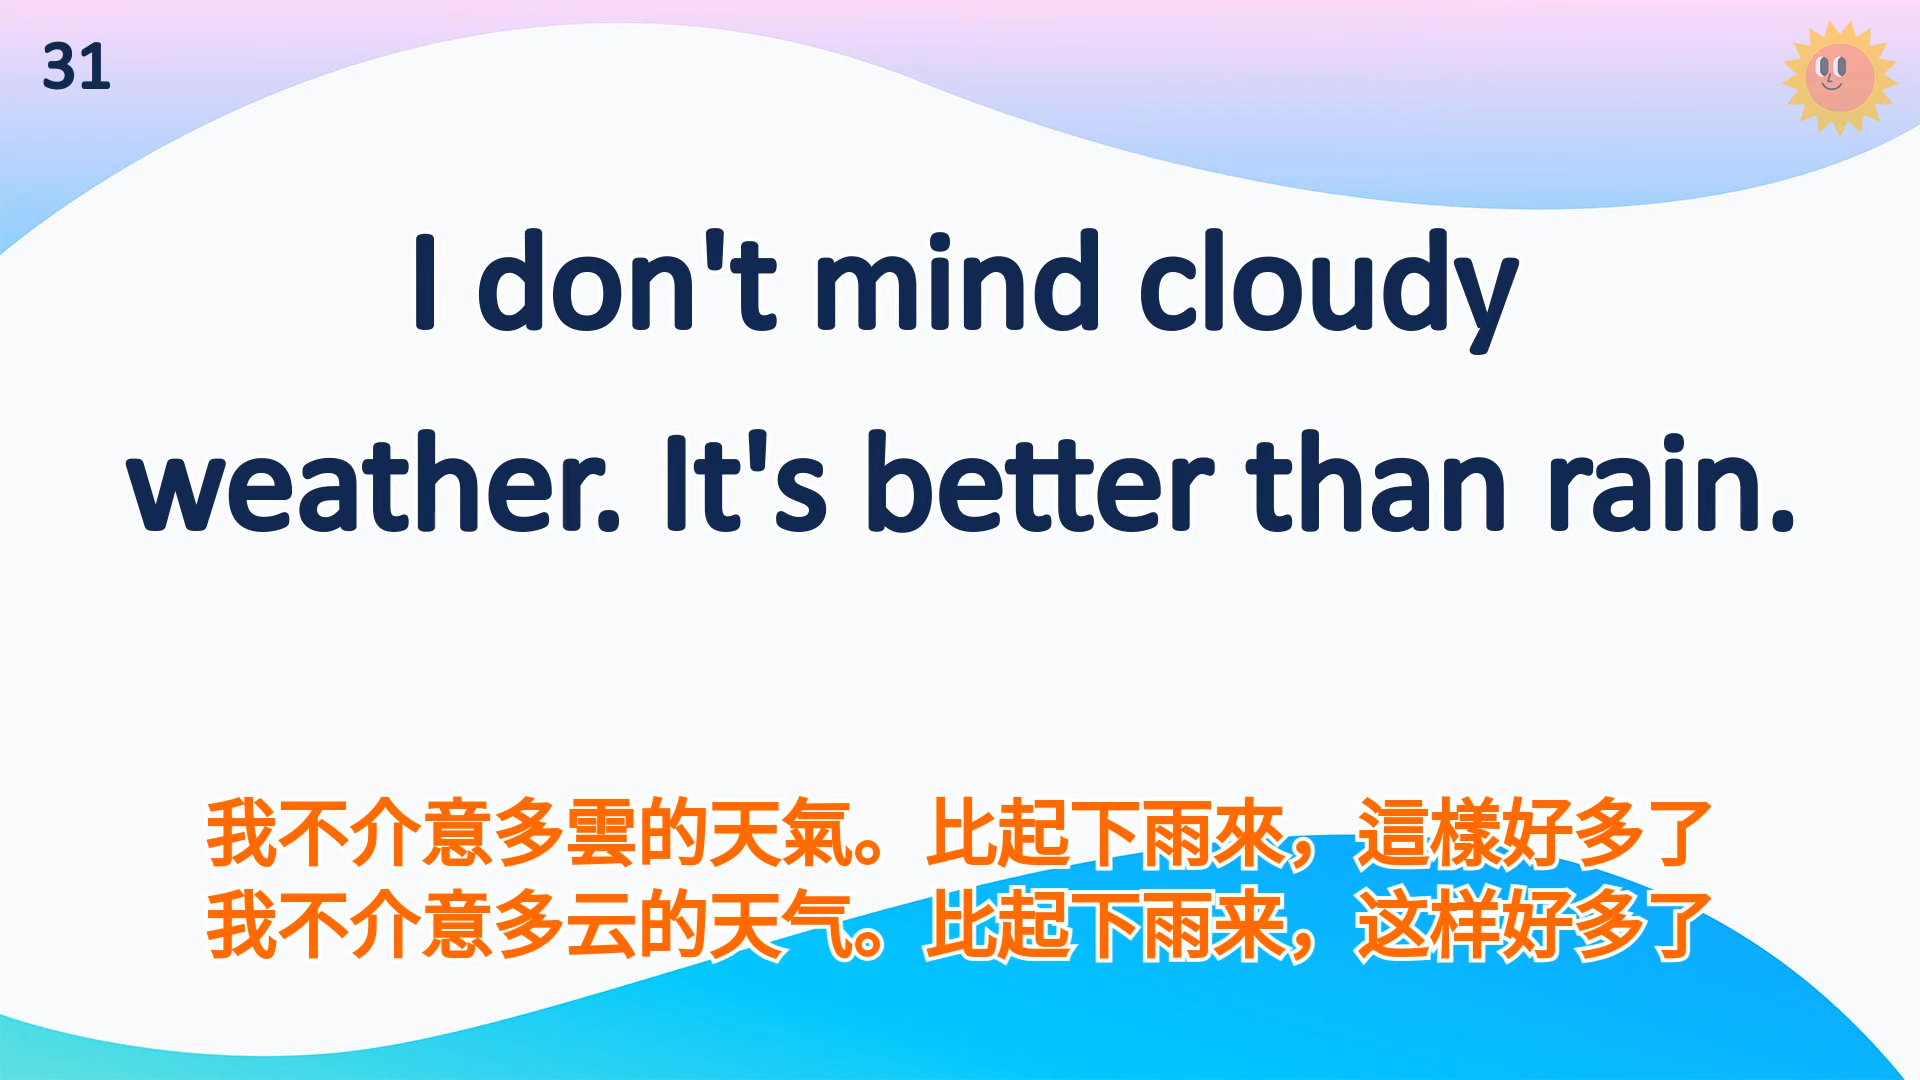 31
I don't mind cloudy
weather. It's better than rain.
我不介意多雲的天氣。比起下雨來，這樣好多了
我不介意多云的天气。比起下雨来，这样好多了